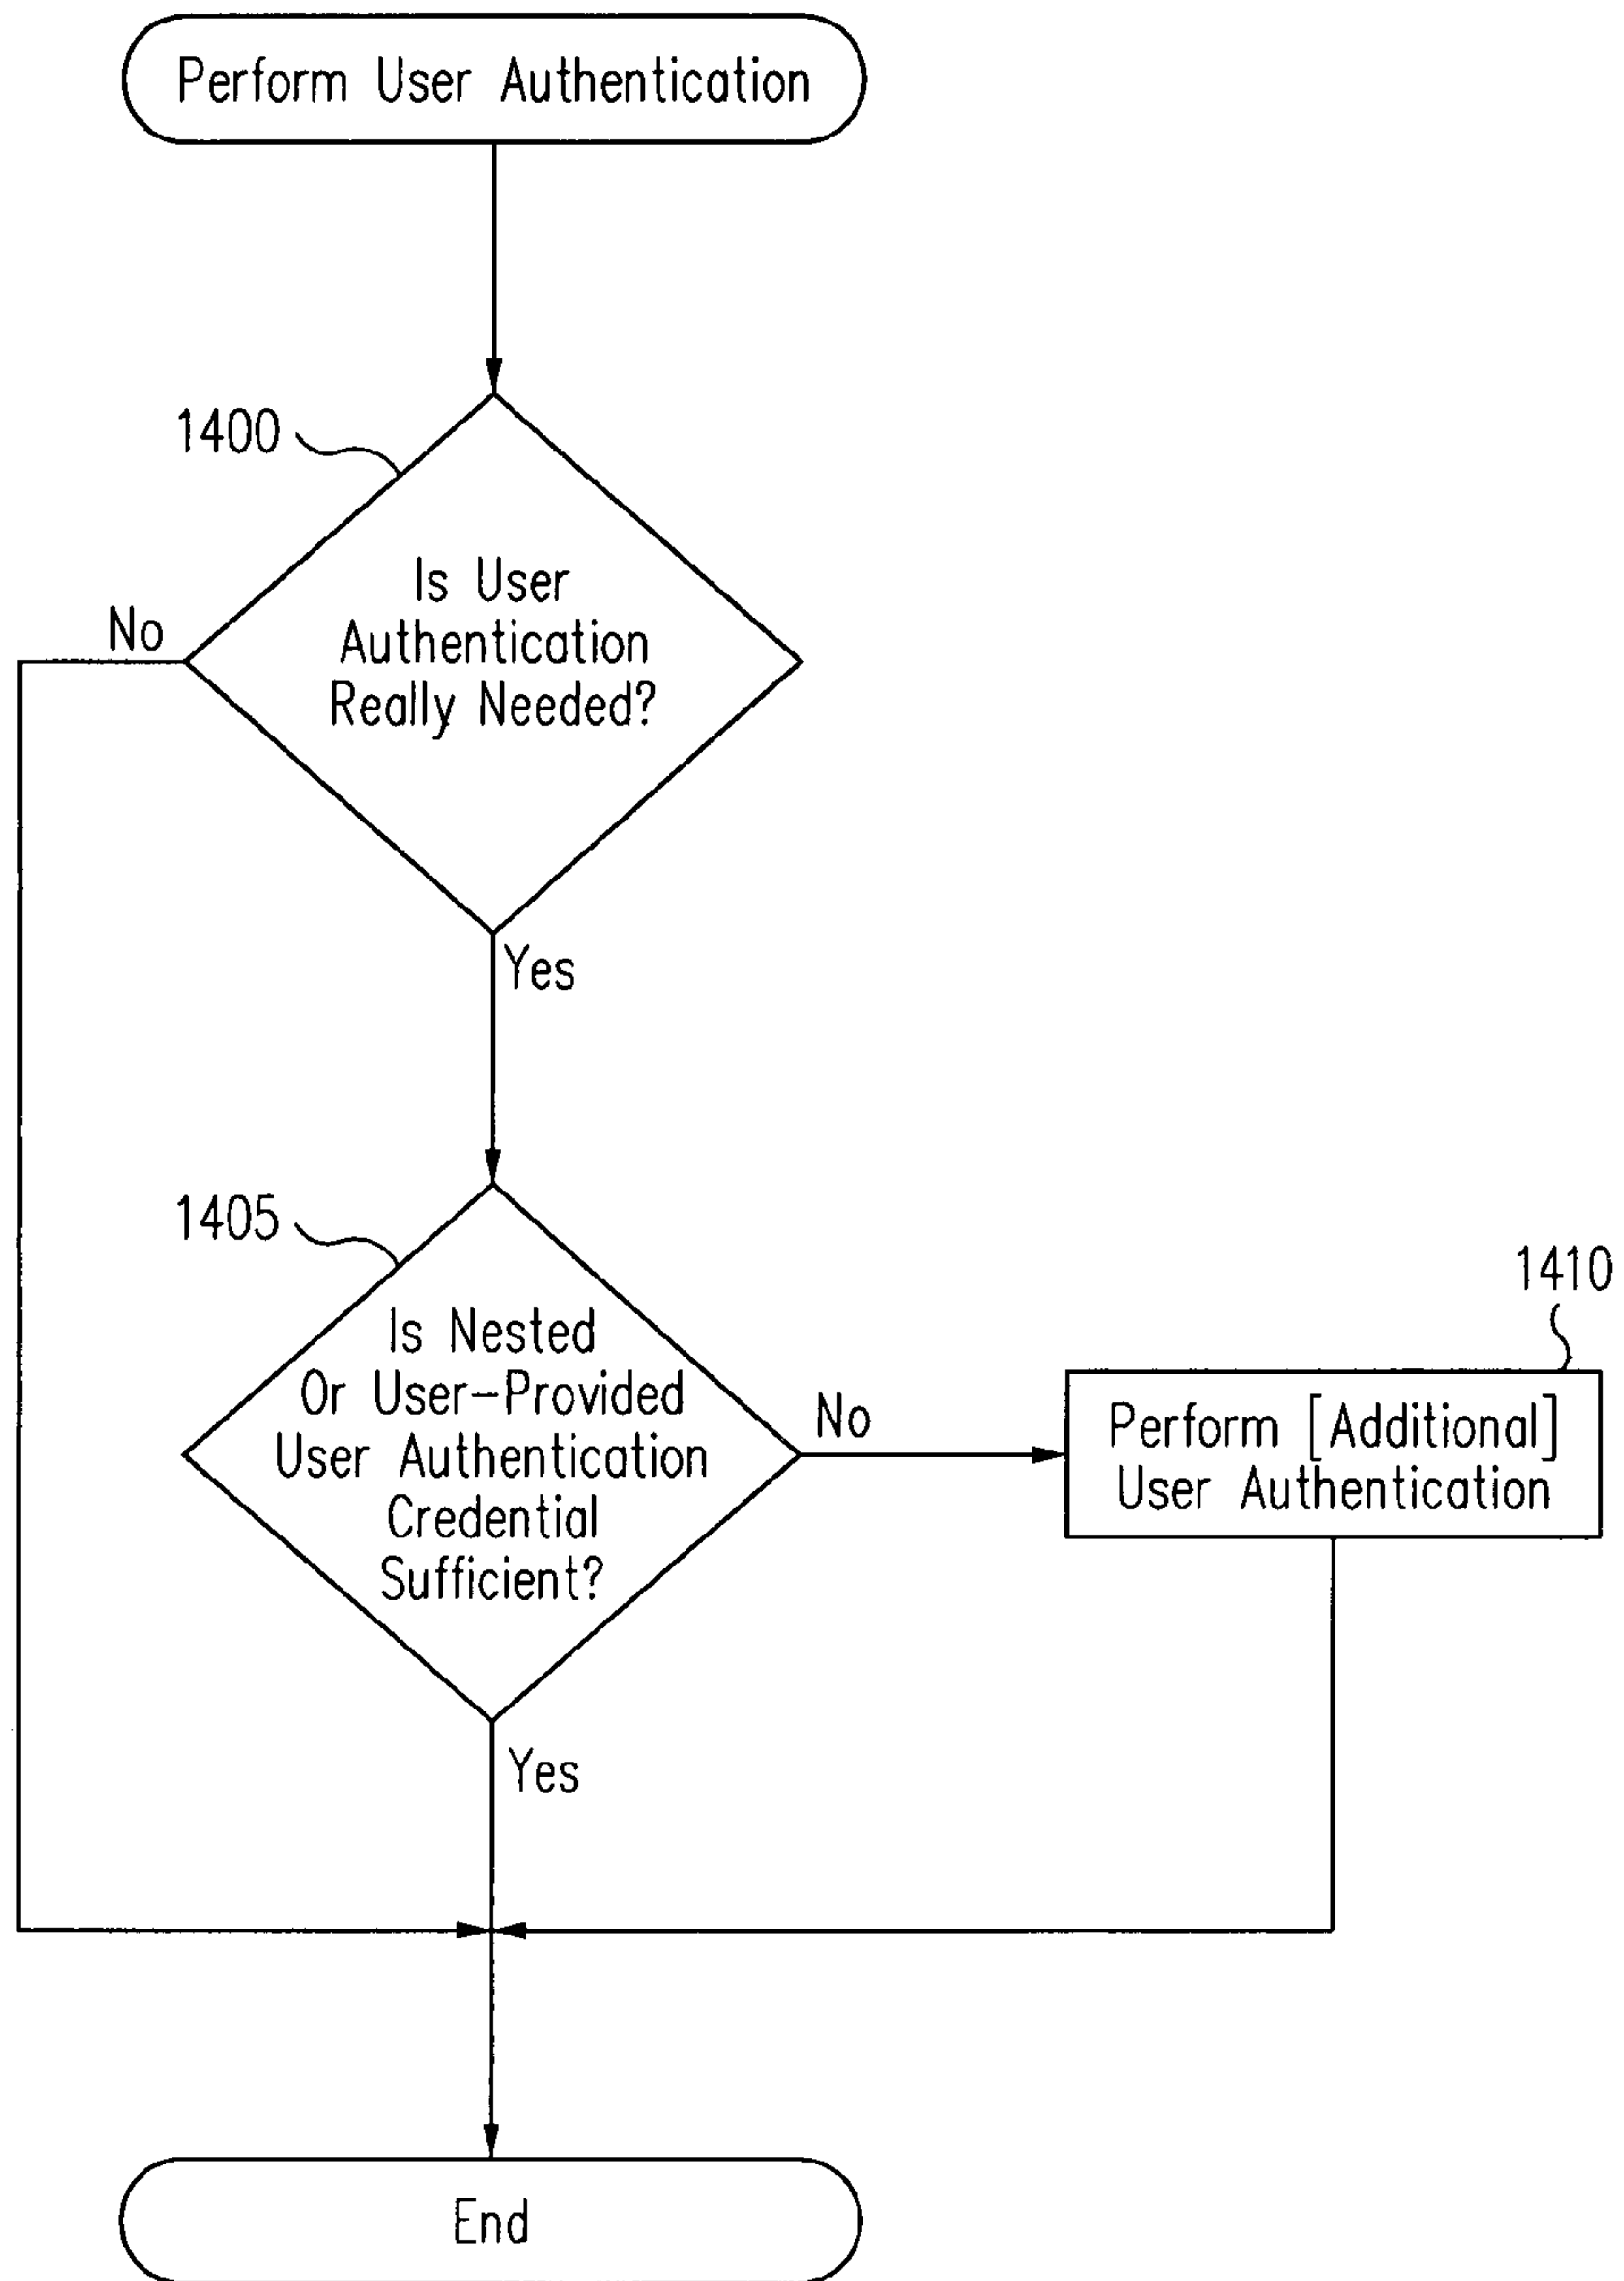 Perform User Authentication
1400
Is User
Authentication
Really Needed?
No
Yes
1405
Is Nested
Or User-Provided
User Authentication
Credential
Sufficient?
No
1410
Perform [Additional]
User Authentication
Yes
End